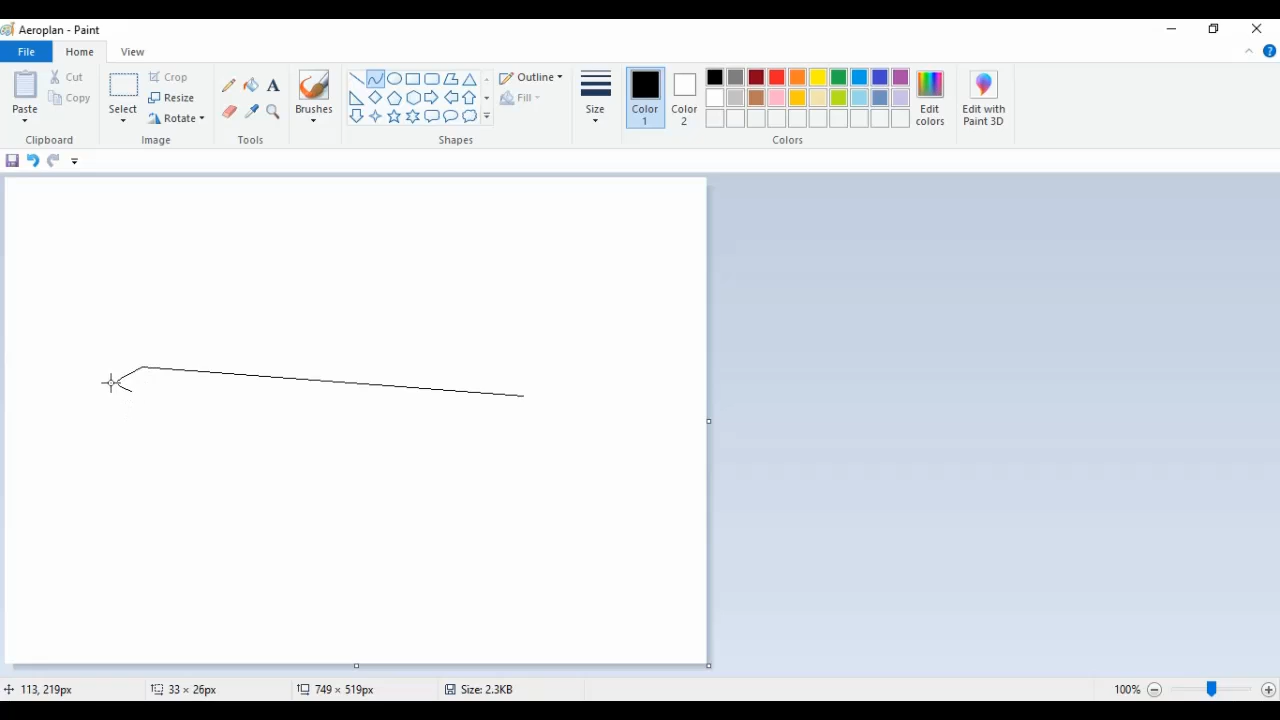 Aeroplan - Paint
File Home View
Paste
Cut
Copy
Clipboard
Select
Crop
Resize
Rotate
Image
A
Tools
Brushes
Outline
Fill
Shapes
Size
Color 1
Color 2
Edit colors
Colors
Edit with Paint 3D
113, 219px
33 × 26px
749 × 519px
Size: 2.3KB
100%